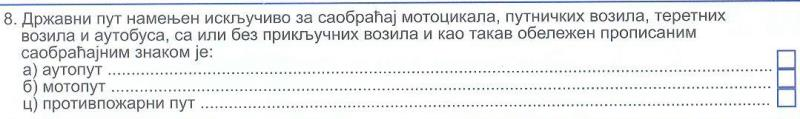 8. Државни пут намењен искључиво за саобраћај мотоцикала, путничких возила, теретних
возила и аутобуса, са или без прикључних возила и као такав обележен прописаним
саобраћајним знаком је:
а) аутопут ..........
б) мотопут ..........
ц) противпожарни пут ..........